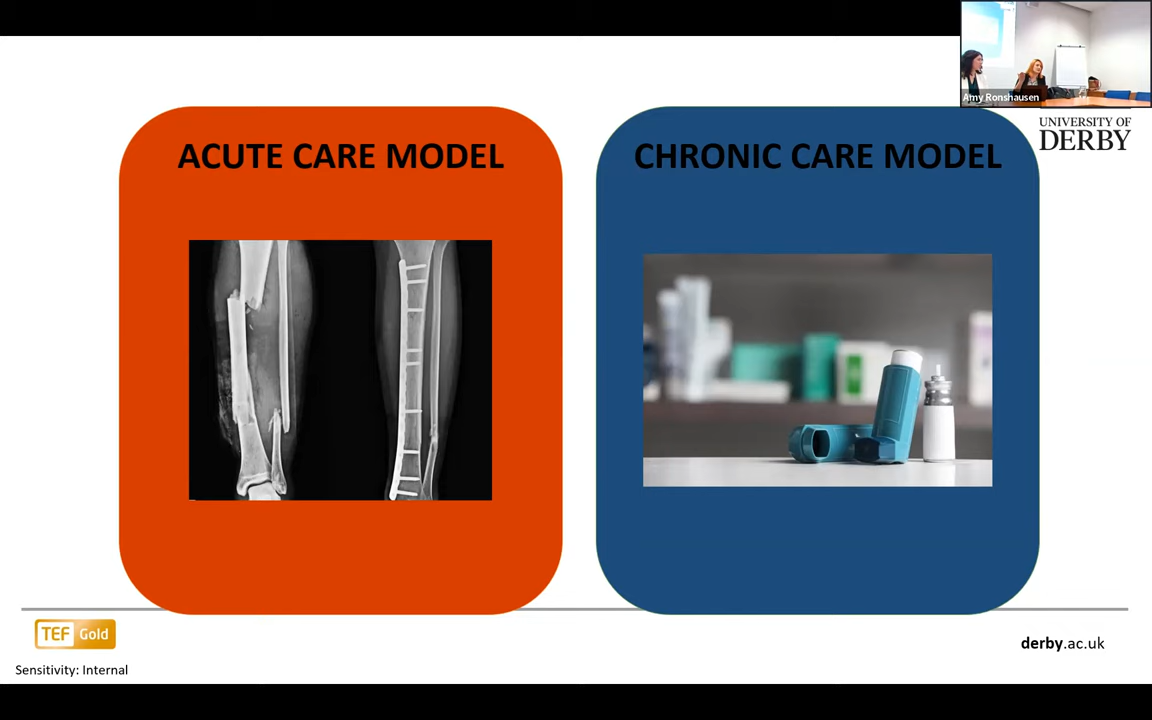 Amy Ronshausen
UNIVERSITY OF
DERBY
ACUTE CARE MODEL
CHRONIC CARE MODEL
TEF Gold
derby.ac.uk
Sensitivity: Internal